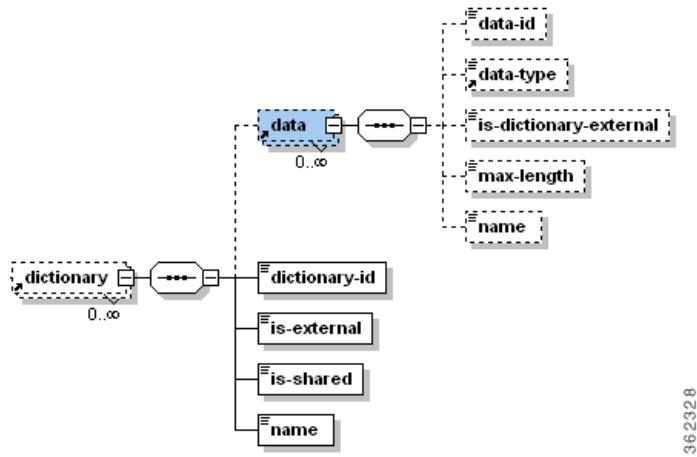 data-id
data-type
data
is-dictionary-external
0..∞
max-length
name
dictionary
dictionary-id
0..∞
is-external
is-shared
name
362328